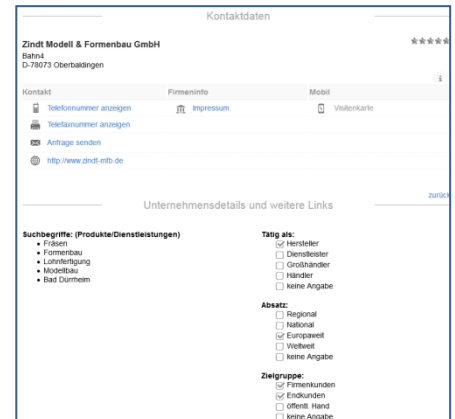 Kontaktdaten
Zindt Modell & Formenbau GmbH
Bahn4
D-78073 Oberbaldingen
i
Kontakt Firmeninfo Mobil
Telefonnummer anzeigen Impressum Visitenkarte
Telefaxnummer anzeigen
Anfrage senden
http://www.zindt-mfb.de
zurück
Unternehmensdetails und weitere Links
Suchbegriffe: (Produkte/Dienstleistungen)
Fräsen
Formenbau
Lohnfertigung
Modellbau
Bad Dürrheim
Tätig als:
Hersteller
Dienstleister
Großhändler
Händler
keine Angabe
Absatz:
Regional
National
Europaweit
Weltweit
keine Angabe
Zielgruppe:
Firmenkunden
Endkunden
öffentl. Hand
keine Angabe